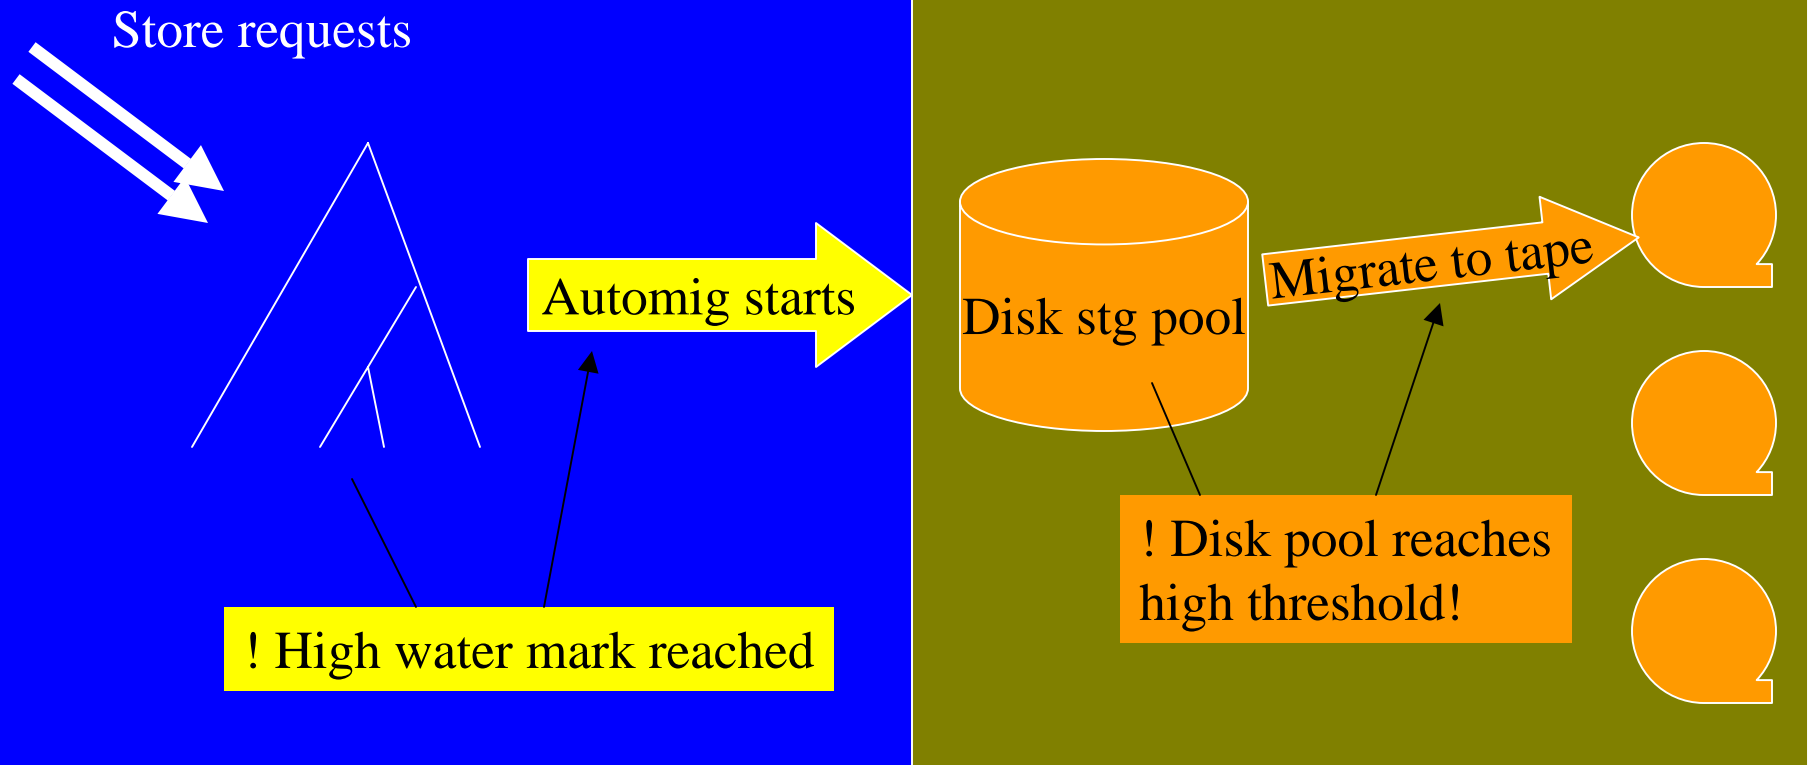 Store requests
Automig starts
! High water mark reached
Disk stg pool
Migrate to tape
! Disk pool reaches
high threshold!